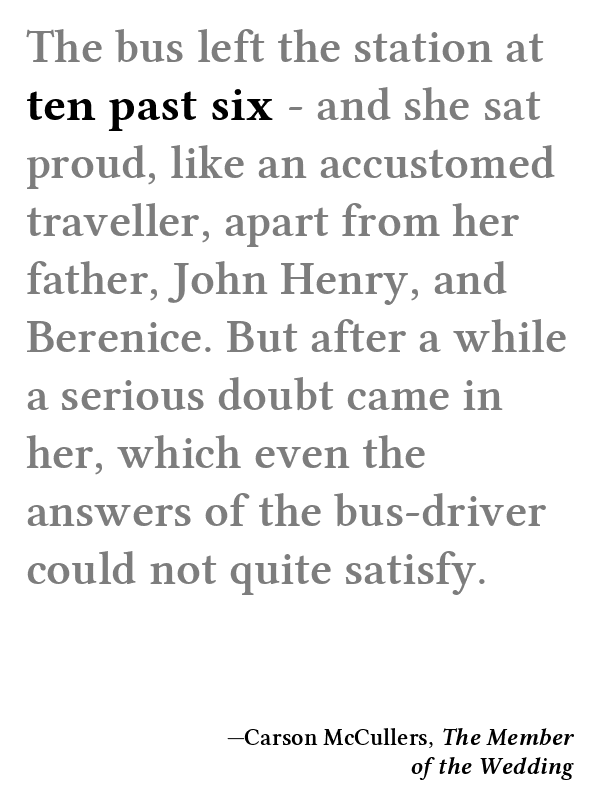 The bus left the station at
ten past six - and she sat
proud, like an accustomed
traveller, apart from her
father, John Henry, and
Berenice. But after a while
a serious doubt came in
her, which even the
answers of the bus-driver
could not quite satisfy.
—Carson McCullers, The Member
of the Wedding